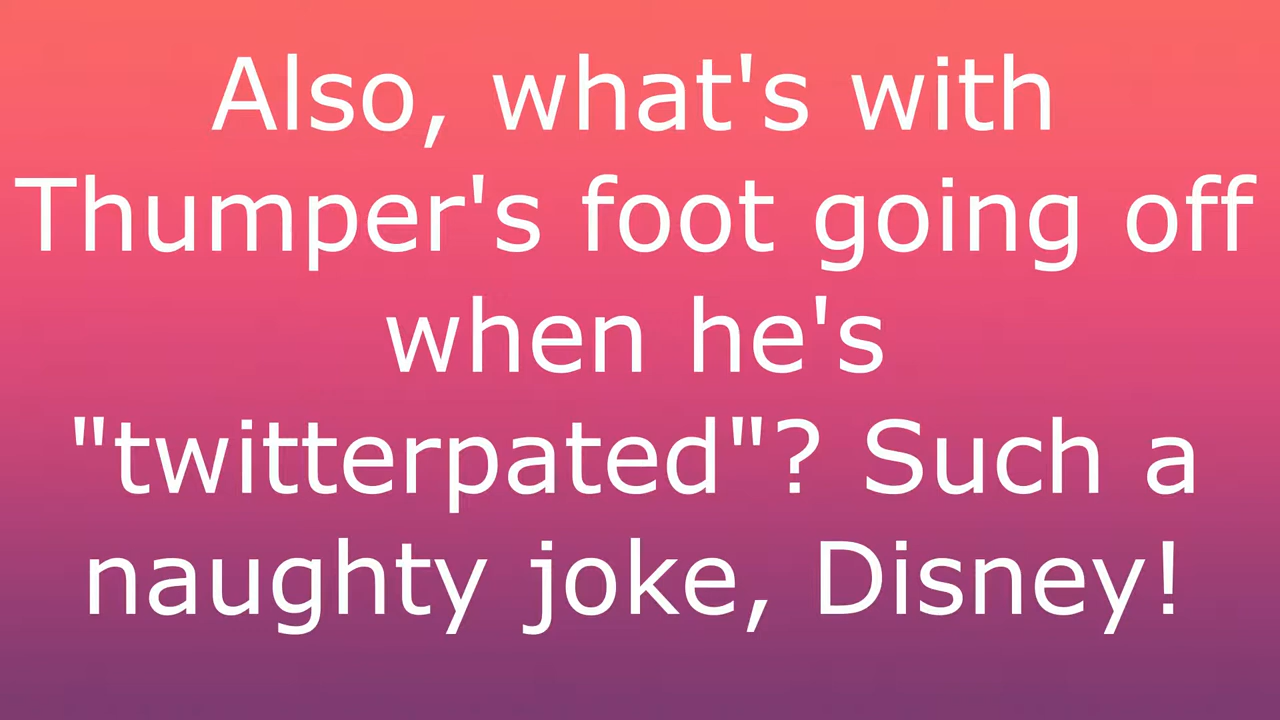 Also, what's with
Thumper's foot going off
when he's
"twitterpated"? Such a
naughty joke, Disney!